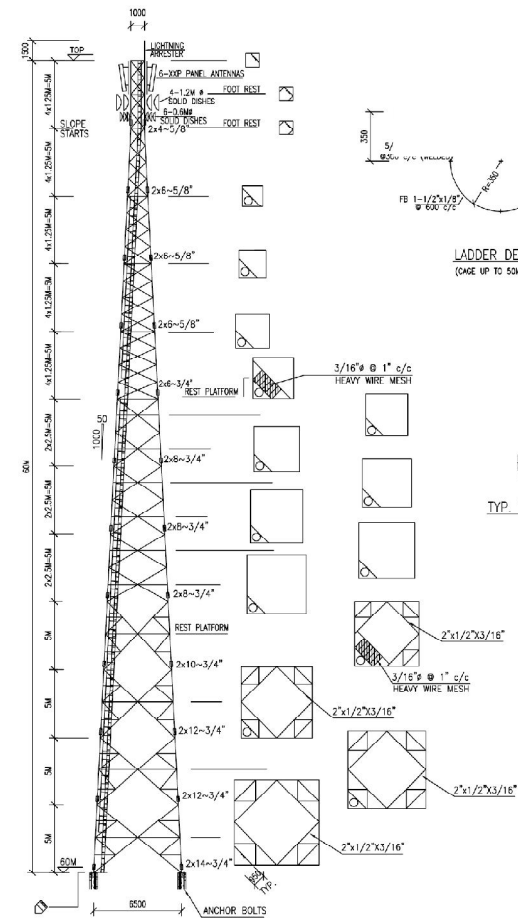 1000
1500
TOP
LIGHTNING
ARRESTER
6-XXP PANEL ANTENNAS
4-1.2M ø
SOLID DISHES
FOOT REST
6-0.6Mø
SOLID DISHES
FOOT REST
2x4~5/8"
4x1.25M=5M
SLOPE
STARTS
4x1.25M=5M
2x6~5/8"
4x1.25M=5M
2x6~5/8"
4x1.25M=5M
2x6~5/8"
4x1.25M=5M
2x6~3/4"
REST PLATFORM
3/16"ø @ 1" c/c
HEAVY WIRE MESH
50
1000
2x2.5M=5M
2x8~3/4"
2x2.5M=5M
2x8~3/4"
2x2.5M=5M
2x8~3/4"
60M
5M
REST PLATFORM
2x10~3/4"
5M
2x12~3/4"
5M
2x12~3/4"
5M
2x14~3/4"
60M
6500
ANCHOR BOLTS
350
5/
@300 c/c (WELDED)
R=350
FB 1-1/2"x1/8"
@ 600 c/c
LADDER DE
(CAGE UP TO 50M
TYP.
2"x1/2"X3/16"
3/16"ø @ 1" c/c
HEAVY WIRE MESH
2"x1/2"X3/16"
2"x1/2"X3/16"
2"x1/2"X3/16"
TYP.